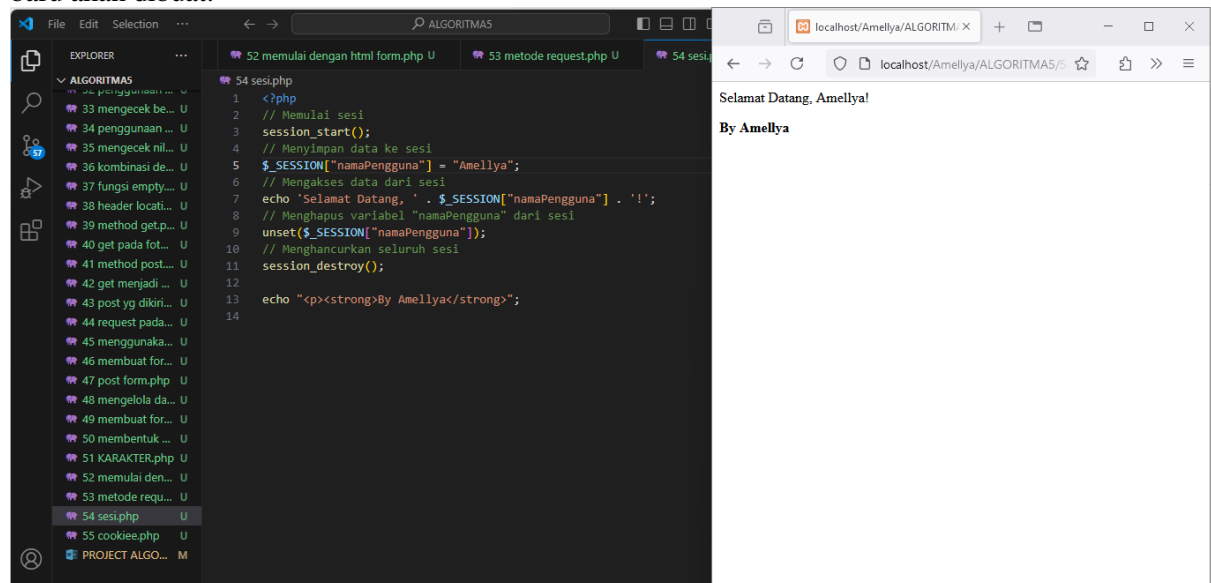 File Edit Selection ···
ALGORITMA5
EXPLORER ···
ALGORITMA5
33 mengecek be... U
34 penggunaan ... U
35 mengecek nil... U
36 kombinasi de... U
37 fungsi empty.... U
38 header locati... U
39 method get.p... U
40 get pada fot... U
41 method post.... U
42 get menjadi ... U
43 post yg dikiri... U
44 request pada... U
45 menggunaka... U
46 membuat for... U
47 post form.php U
48 mengelola da... U
49 membuat for... U
50 membentuk ... U
51 KARAKTER.php U
52 memulai den... U
53 metode requ... U
54 sesi.php U
55 cookiee.php U
PROJECT ALGO... M
57
52 memulai dengan html form.php U
53 metode request.php U
54 sesi.
54 sesi.php
1 <?php
2 // Memulai sesi
3 session_start();
4 // Menyimpan data ke sesi
5 $_SESSION["namaPengguna"] = "Amellya";
6 // Mengakses data dari sesi
7 echo 'Selamat Datang, ' . $_SESSION["namaPengguna"] . '!';
8 // Menghapus variabel "namaPengguna" dari sesi
9 unset($_SESSION["namaPengguna"]);
10 // Menghancurkan seluruh sesi
11 session_destroy();
12
13 echo "<p><strong>By Amellya</strong>";
14
localhost/Amellya/ALGORITM
localhost/Amellya/ALGORITMA5/5
Selamat Datang, Amellya!
By Amellya